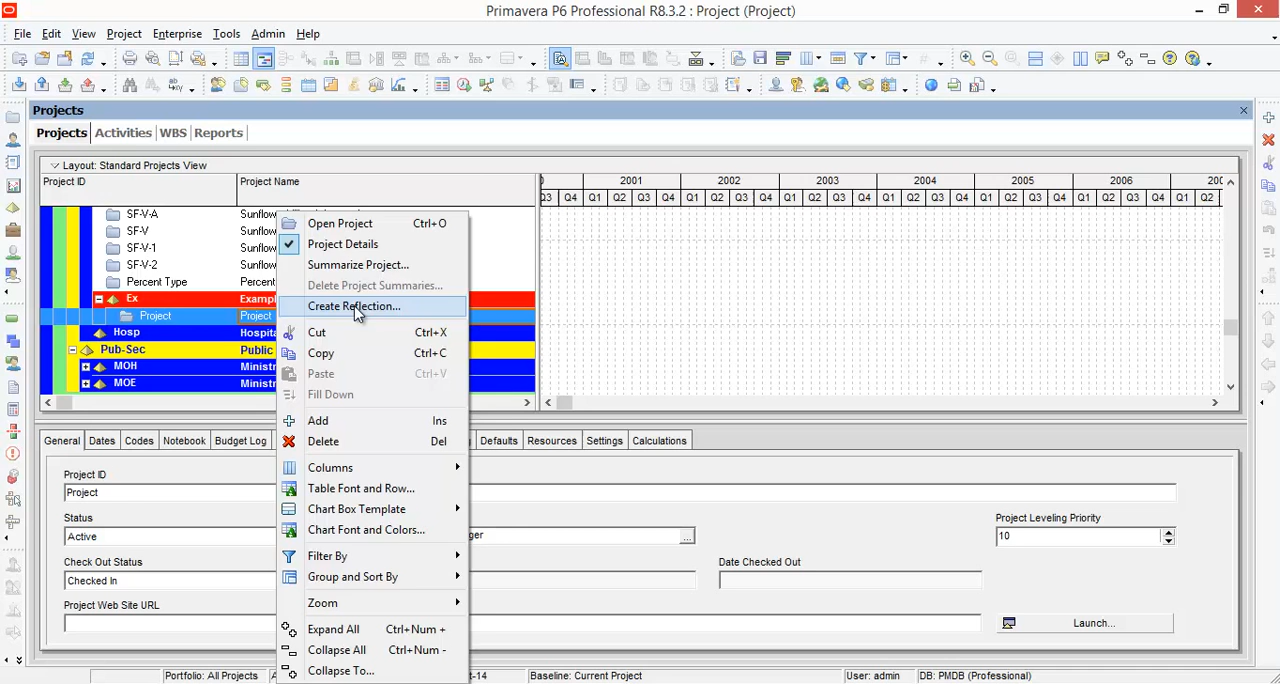 Primavera P6 Professional R8.3.2 : Project (Project)
File Edit View Project Enterprise Tools Admin Help
Projects
Projects Activities WBS Reports
Layout: Standard Projects View
Project ID Project Name
2001 2002 2003 2004 2005 2006
Q3 Q4 Q1 Q2 Q3 Q4 Q1 Q2 Q3 Q4 Q1 Q2 Q3 Q4 Q1 Q2 Q3 Q4 Q1 Q2 Q3 Q4 Q1 Q2 Q3 Q4 Q1 Q2
SF-V-A
SF-V
SF-V-1
SF-V-2
Percent Type
Ex
Project Project
Hosp
Pub-Sec Public
MOH
MOE
Open Project Ctrl+O
Project Details
Summarize Project...
Delete Project Summaries...
Create Reflection...
Cut Ctrl+X
Copy Ctrl+C
Paste Ctrl+V
Fill Down
Add Ins
Delete Del
Columns
Table Font and Row...
Chart Box Template
Chart Font and Colors...
Filter By
Group and Sort By
Zoom
Expand All Ctrl+Num +
Collapse All Ctrl+Num -
Collapse To...
General Dates Codes Notebook Budget Log Defaults Resources Settings Calculations
Project ID
Project
Status Project Leveling Priority
Active 10
Check Out Status Date Checked Out
Checked In
Project Web Site URL
Launch...
Portfolio: All Projects Baseline: Current Project User: admin DB: PMDB (Professional)